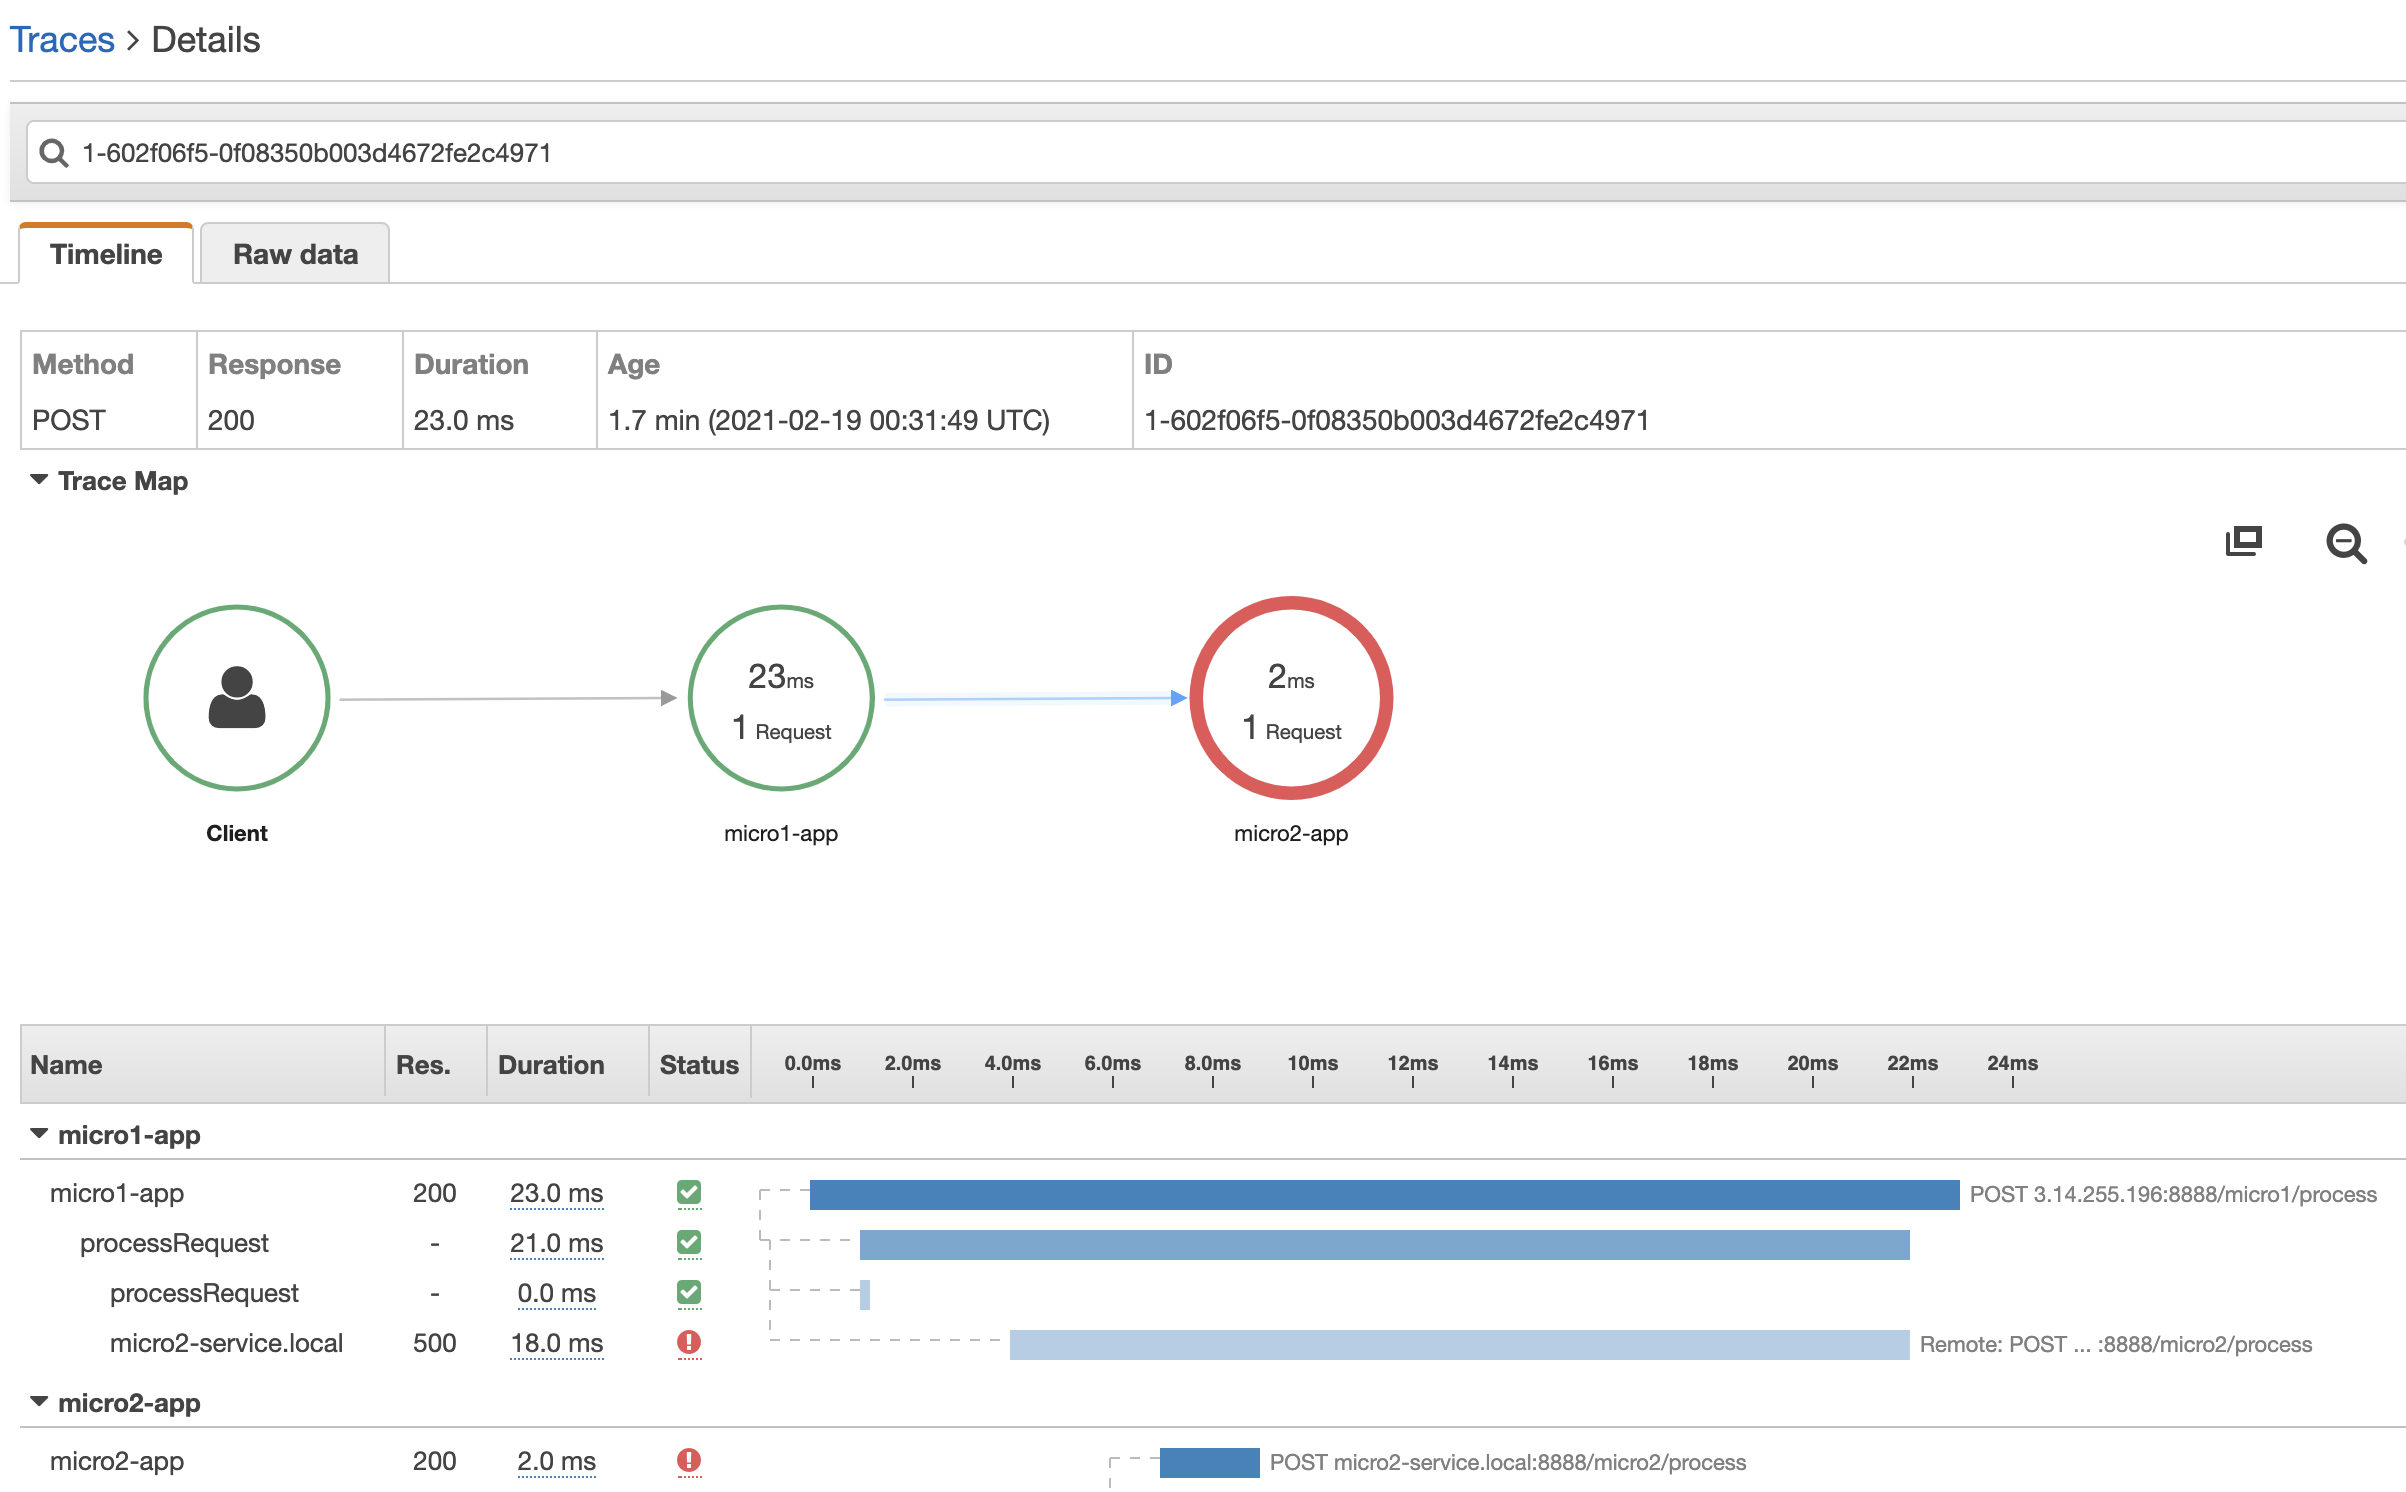 Traces > Details
1-602f06f5-0f08350b003d4672fe2c4971
Timeline Raw data
Method Response Duration Age ID
POST 200 23.0 ms 1.7 min (2021-02-19 00:31:49 UTC) 1-602f06f5-0f08350b003d4672fe2c4971
Trace Map
23ms 2ms
1 Request 1 Request
Client micro1-app micro2-app
Name Res. Duration Status 0.0ms 2.0ms 4.0ms 6.0ms 8.0ms 10ms 12ms 14ms 16ms 18ms 20ms 22ms 24ms
micro1-app
micro1-app 200 23.0 ms POST 3.14.255.196:8888/micro1/process
processRequest - 21.0 ms
processRequest - 0.0 ms
micro2-service.local 500 18.0 ms Remote: POST ... :8888/micro2/process
micro2-app
micro2-app 200 2.0 ms POST micro2-service.local:8888/micro2/process